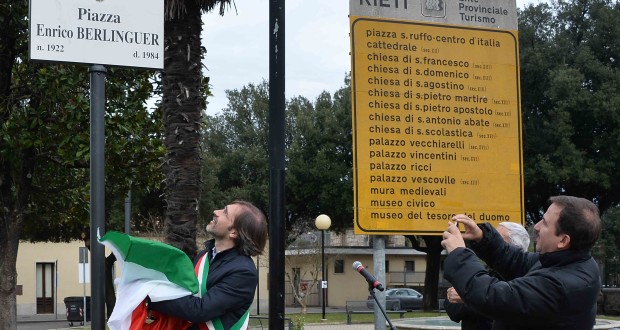 Piazza
Enrico BERLINGUER
n. 1922 d. 1984
RIETI
Ente Provinciale
Turismo
piazza s.ruffo-centro d'italia
cattedrale
chiesa di s.francesco
chiesa di s.domenico
chiesa di s.agostino
chiesa di s.pietro martire
chiesa di s.pietro apostolo
chiesa di s.antonio abate
chiesa di s.scolastica
palazzo vecchiarelli
palazzo vincentini
palazzo ricci
palazzo vescovile
mura medievali
museo civico
museo del tesoro del duomo